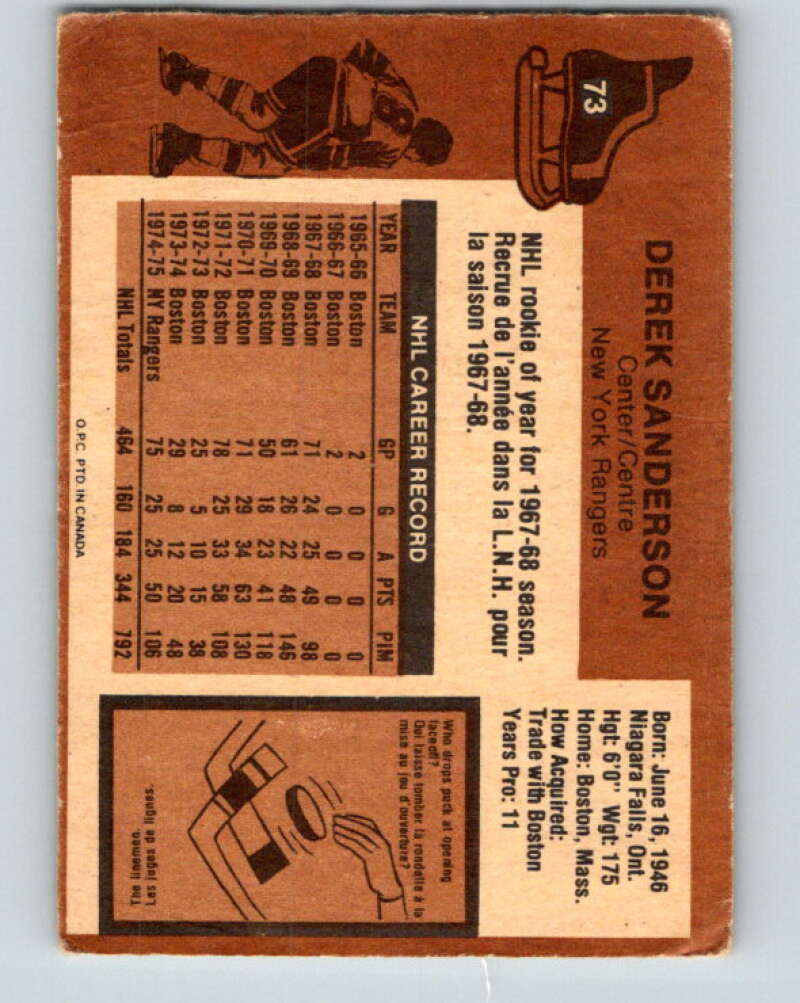 73
DEREK SANDERSON
Center/Centre
New York Rangers
Born: June 16, 1946
Niagara Falls, Ont.
Hgt: 6'0" Wgt: 175
Home: Boston, Mass.
How Acquired:
Trade with Boston
Years Pro: 11
NHL rookie of year for 1967-68 season.
Recrue de l'année dans la L.N.H. pour
la saison 1967-68.
NHL CAREER RECORD
YEAR TEAM GP G A PTS PIM
1965-66 Boston 2 0 0 0 0
1966-67 Boston 2 0 0 0 0
1967-68 Boston 71 24 25 49 98
1968-69 Boston 61 26 22 48 146
1969-70 Boston 50 18 23 41 118
1970-71 Boston 71 29 34 63 130
1971-72 Boston 78 25 33 58 108
1972-73 Boston 25 5 10 15 38
1973-74 Boston 29 8 12 20 48
1974-75 NY Rangers 75 25 25 50 106
NHL Totals 464 160 184 344 792
O.P.C. PTD. IN CANADA
Who drops puck at opening
faceoff?
Qui laisse tomber la rondelle à la
mise au jeu d'ouverture?
The linesmen.
Les juges de lignes.
8